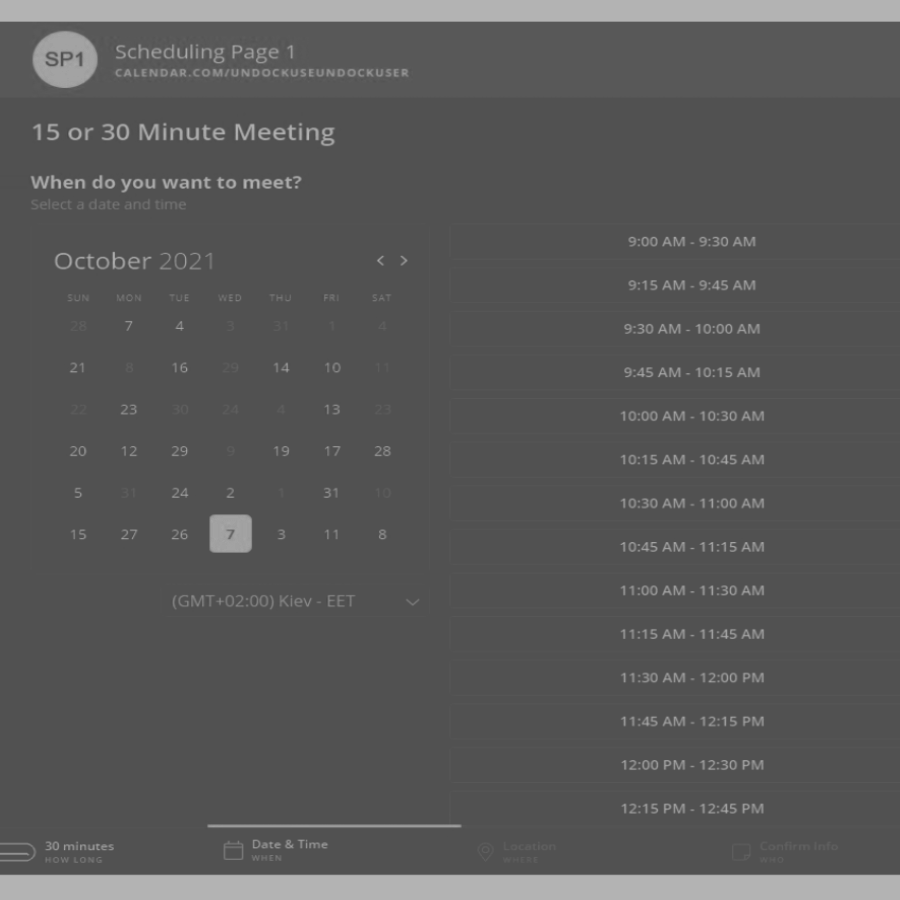 SP1
Scheduling Page 1
CALENDAR.COM/UNDOCKUSEUNDOCKUSER
15 or 30 Minute Meeting
When do you want to meet?
Select a date and time
October 2021 < >
SUN MON TUE WED THU FRI SAT
28 7 4 3 31 1 4
21 8 16 29 14 10 11
22 23 30 24 4 13 23
20 12 29 9 19 17 28
5 31 24 2 1 31 10
15 27 26 7 3 11 8
(GMT+02:00) Kiev - EET
9:00 AM - 9:30 AM
9:15 AM - 9:45 AM
9:30 AM - 10:00 AM
9:45 AM - 10:15 AM
10:00 AM - 10:30 AM
10:15 AM - 10:45 AM
10:30 AM - 11:00 AM
10:45 AM - 11:15 AM
11:00 AM - 11:30 AM
11:15 AM - 11:45 AM
11:30 AM - 12:00 PM
11:45 AM - 12:15 PM
12:00 PM - 12:30 PM
12:15 PM - 12:45 PM
30 minutes
HOW LONG
Date & Time
WHEN
Location
WHERE
Confirm Info
WHO